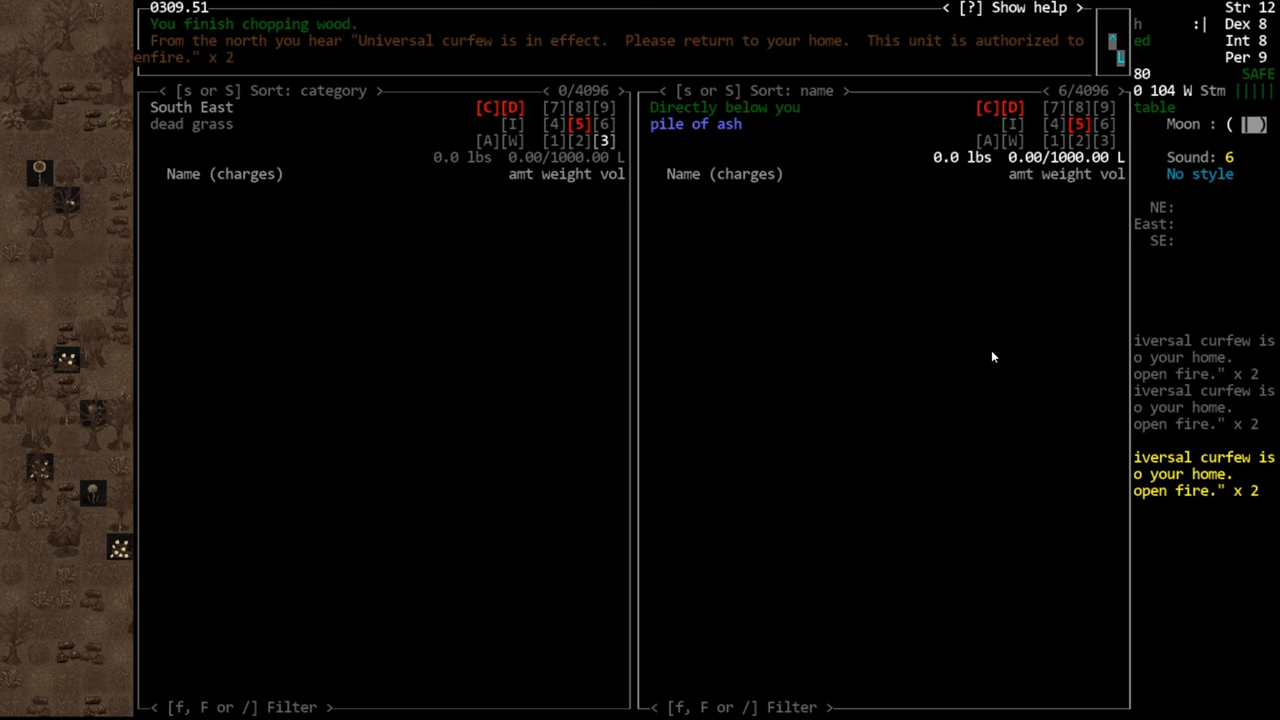 0309.51
< [?] Show help >
You finish chopping wood.
From the north you hear "Universal curfew is in effect.  Please return to your home.  This unit is authorized to
enfire." x 2
^
L
h :| Str 12
Dex 8
ed Int 8
Per 9
80 SAFE
0 104 W Stm |||||
table
Moon : ( | )
Sound: 6
No style
NE:
East:
SE:
iversal curfew is
o your home.
open fire." x 2
iversal curfew is
o your home.
open fire." x 2
iversal curfew is
o your home.
open fire." x 2
< [s or S] Sort: category > < 0/4096 >
South East [C][D] [7][8][9]
dead grass [I] [4][5][6]
[A][W] [1][2][3]
0.0 lbs 0.00/1000.00 L
Name (charges) amt weight vol
< [f, F or /] Filter >
< [s or S] Sort: name > < 6/4096 >
Directly below you [C][D] [7][8][9]
pile of ash [I] [4][5][6]
[A][W] [1][2][3]
0.0 lbs 0.00/1000.00 L
Name (charges) amt weight vol
< [f, F or /] Filter >